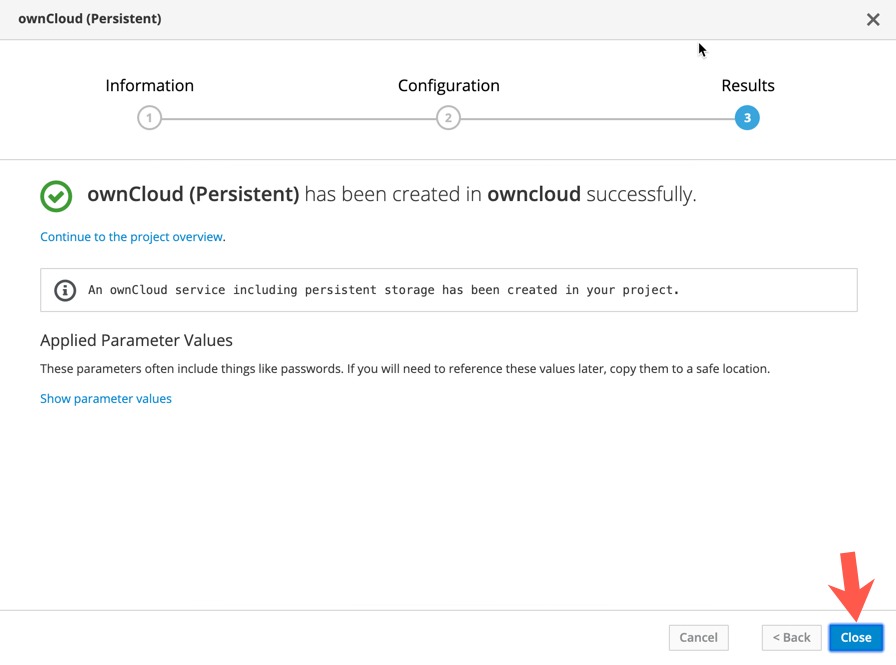 ownCloud (Persistent)
Information
Configuration
Results
1
2
3
ownCloud (Persistent) has been created in owncloud successfully.
Continue to the project overview.
An ownCloud service including persistent storage has been created in your project.
Applied Parameter Values
These parameters often include things like passwords. If you will need to reference these values later, copy them to a safe location.
Show parameter values
Cancel
< Back
Close